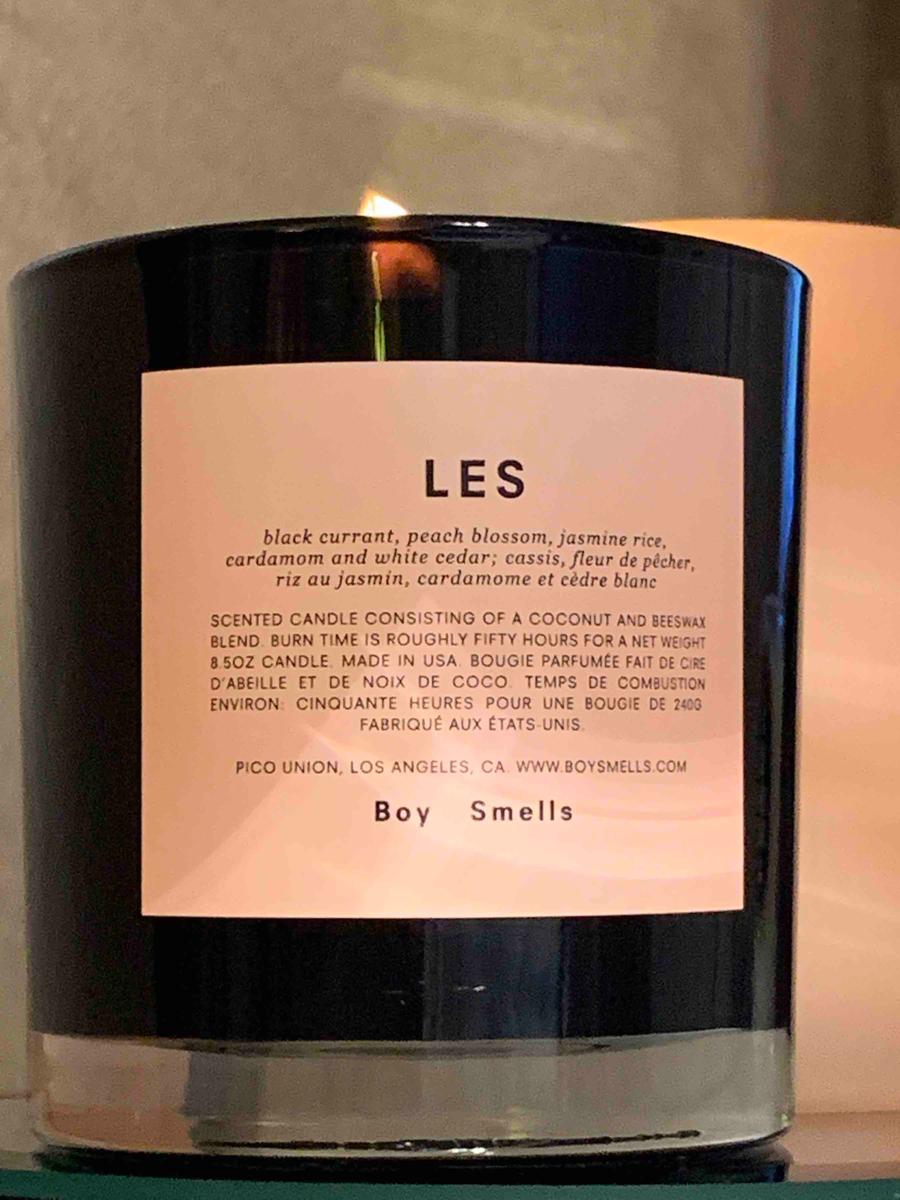 LES
black currant, peach blossom, jasmine rice,
cardamom and white cedar; cassis, fleur de pêcher,
riz au jasmin, cardamome et cèdre blanc
SCENTED CANDLE CONSISTING OF A COCONUT AND BEESWAX
BLEND. BURN TIME IS ROUGHLY FIFTY HOURS FOR A NET WEIGHT
8.5OZ CANDLE. MADE IN USA. BOUGIE PARFUMÉE FAIT DE CIRE
D'ABEILLE ET DE NOIX DE COCO. TEMPS DE COMBUSTION
ENVIRON: CINQUANTE HEURES POUR UNE BOUGIE DE 240G
FABRIQUÉ AUX ÉTATS-UNIS.
PICO UNION, LOS ANGELES, CA. WWW.BOYSMELLS.COM
Boy Smells